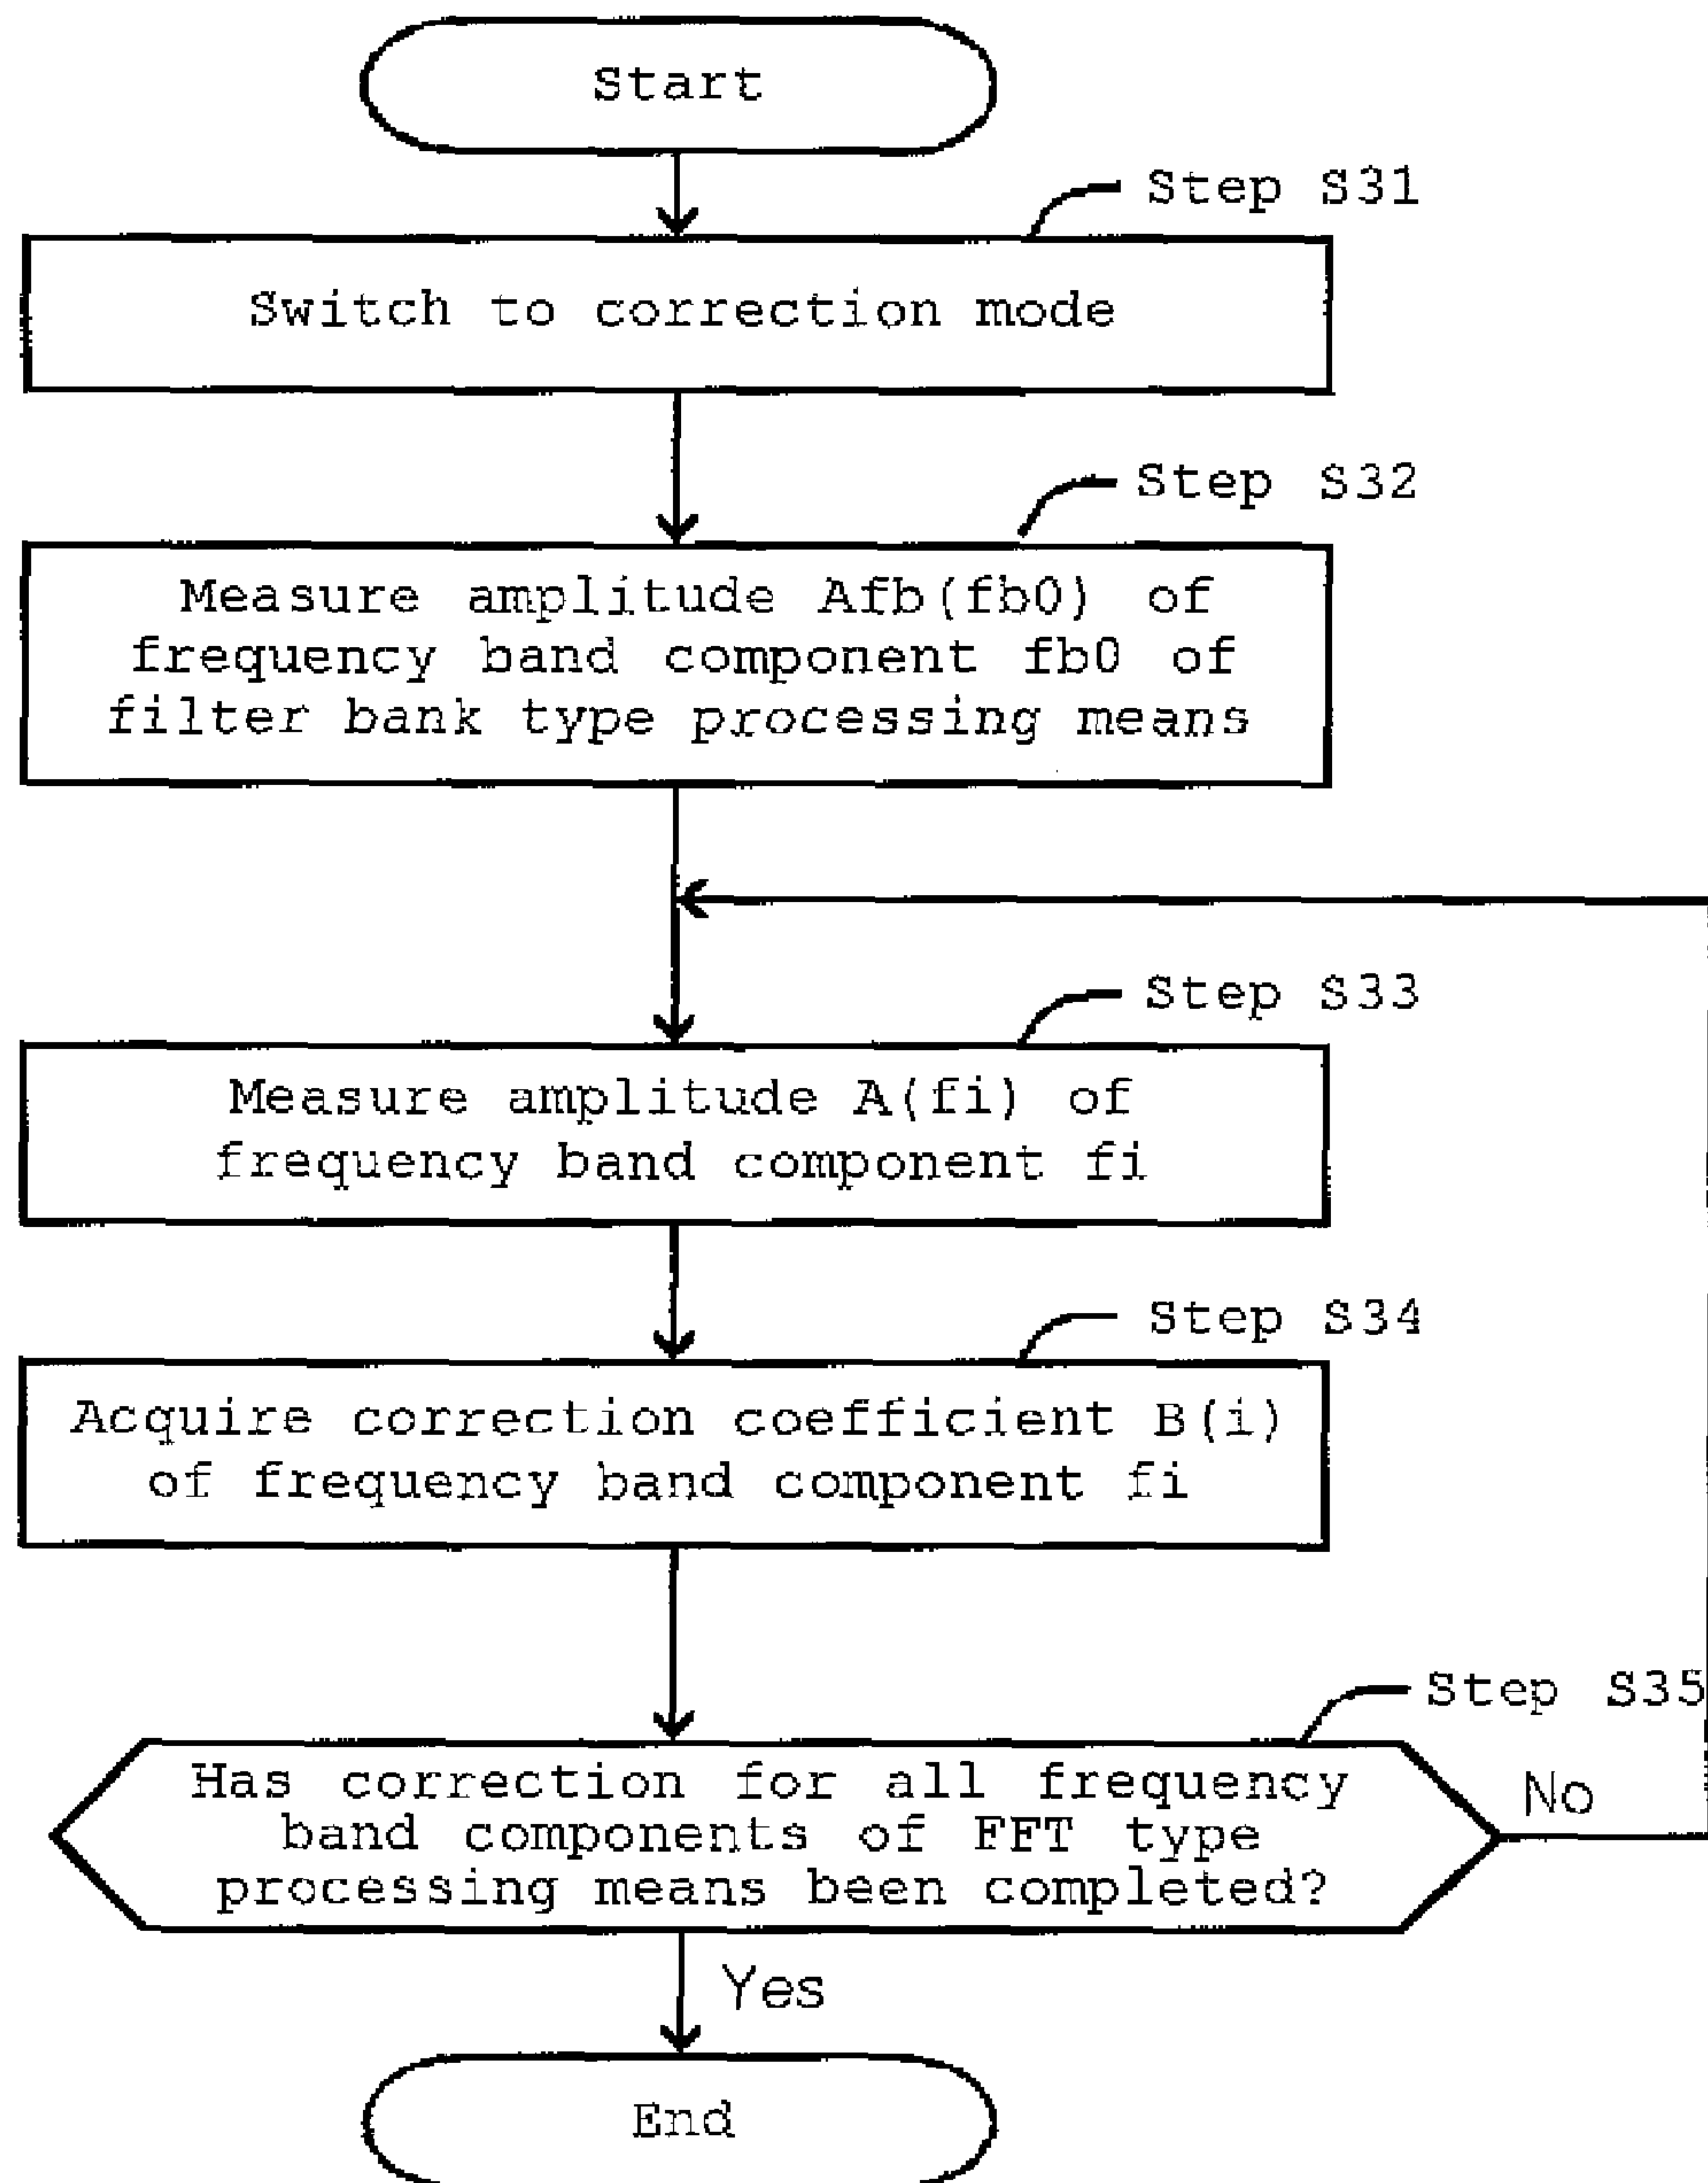 Start
Step S31
Switch to correction mode
Step S32
Measure amplitude Afb(fb0) of
frequency band component fb0 of
filter bank type processing means
Step S33
Measure amplitude A(fi) of
frequency band component fi
Step S34
Acquire correction coefficient B(i)
of frequency band component fi
Step S35
Has correction for all frequency
band components of FFT type
processing means been completed?
No
Yes
End